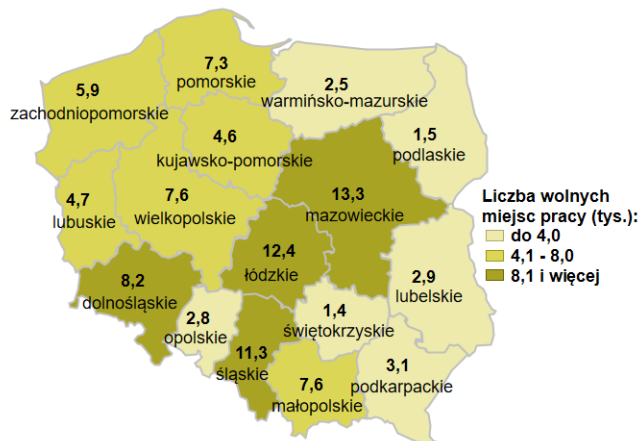 7,3
pomorskie
2,5
warmińsko-mazurskie
5,9
zachodniopomorskie
1,5
podlaskie
4,6
kujawsko-pomorskie
4,7
lubuskie
7,6
wielkopolskie
13,3
mazowieckie
Liczba wolnych
miejsc pracy (tys.):
do 4,0
4,1 - 8,0
8,1 i więcej
12,4
łódzkie
8,2
dolnośląskie
2,9
lubelskie
2,8
opolskie
1,4
świętokrzyskie
11,3
śląskie
7,6
małopolskie
3,1
podkarpackie